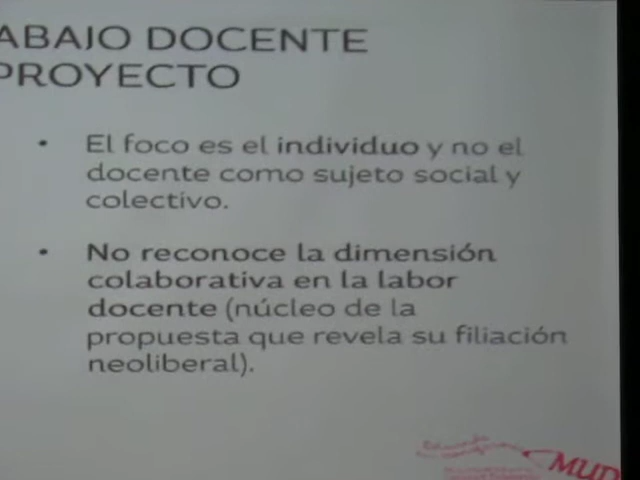 ABAJO DOCENTE
PROYECTO
• El foco es el individuo y no el
docente como sujeto social y
colectivo.
• No reconoce la dimensión
colaborativa en la labor
docente (núcleo de la
propuesta que revela su filiación
neoliberal).
MUD